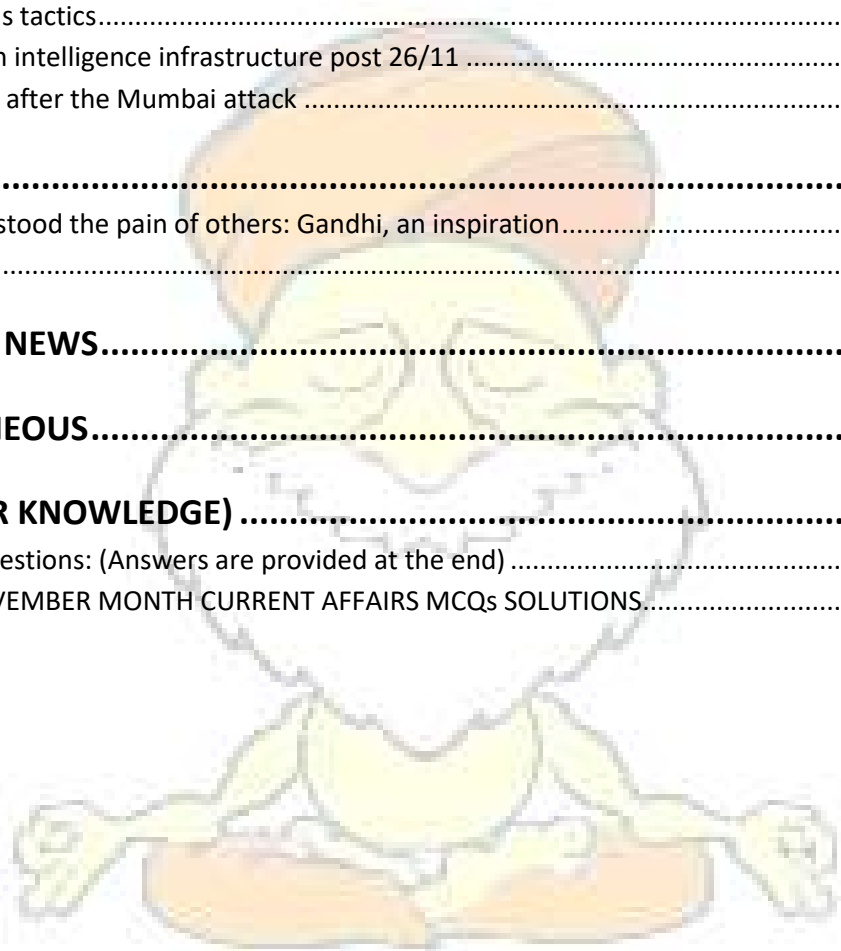 s tactics..............................................................................................................................
n intelligence infrastructure post 26/11 ................................................................
after the Mumbai attack ..........................................................................................
..............................................................................................................
stood the pain of others: Gandhi, an inspiration................................................
............................................................................................................................................
NEWS...............................................................................................
EOUS................................................................................................
R KNOWLEDGE) ...............................................................................
estions: (Answers are provided at the end) .........................................................
VEMBER MONTH CURRENT AFFAIRS MCQs SOLUTIONS..................................